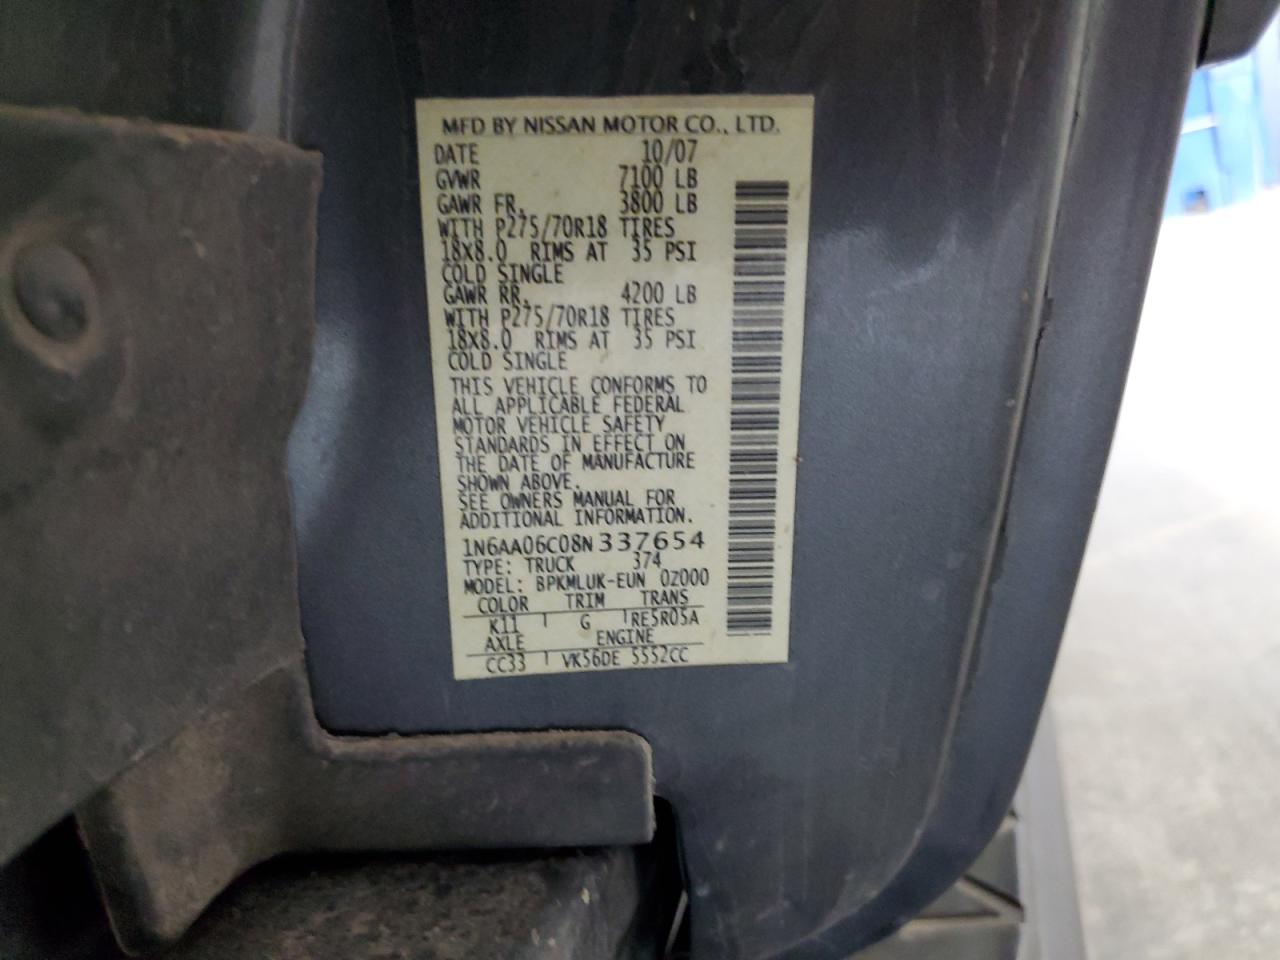 MFD BY NISSAN MOTOR CO., LTD.
DATE 10/07
GVWR 7100 LB
GAWR FR. 3800 LB
WITH P275/70R18 TIRES
18X8.0 RIMS AT 35 PSI
COLD SINGLE
GAWR RR. 4200 LB
WITH P275/70R18 TIRES
18X8.0 RIMS AT 35 PSI
COLD SINGLE
THIS VEHICLE CONFORMS TO
ALL APPLICABLE FEDERAL
MOTOR VEHICLE SAFETY
STANDARDS IN EFFECT ON
THE DATE OF MANUFACTURE
SHOWN ABOVE.
SEE OWNERS MANUAL FOR
ADDITIONAL INFORMATION.
1N6AA06C08N337654
TYPE: TRUCK 374
MODEL: BPKMLUK-EUN 0Z000
COLOR TRIM TRANS
K11 G RE5R05A
AXLE ENGINE
CC33 VK56DE 5552CC